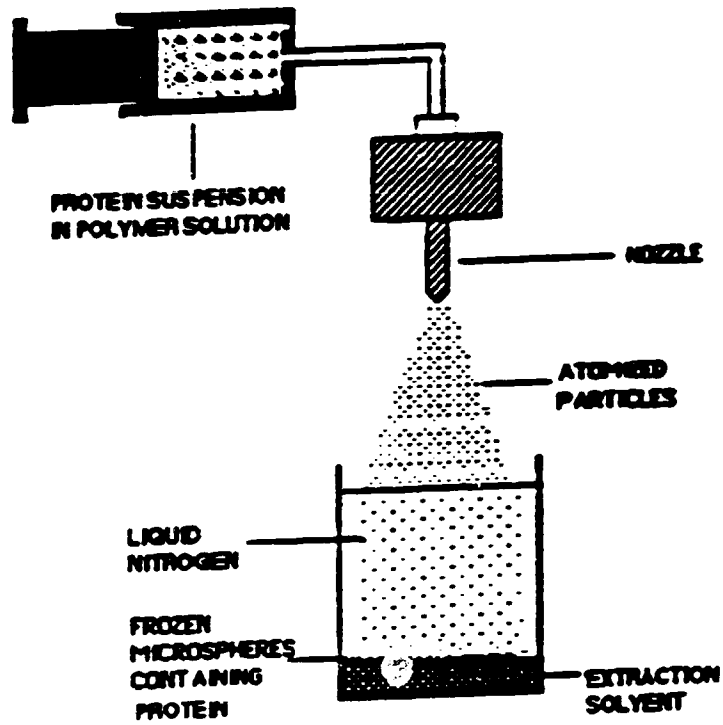 PROTEIN SUSPENSION
IN POLYMER SOLUTION
NOZZLE
ATOMIZED
PARTICLES
LIQUID
NITROGEN
FROZEN
MICROSPHERES
CONTAINING
PROTEIN
EXTRACTION
SOLVENT